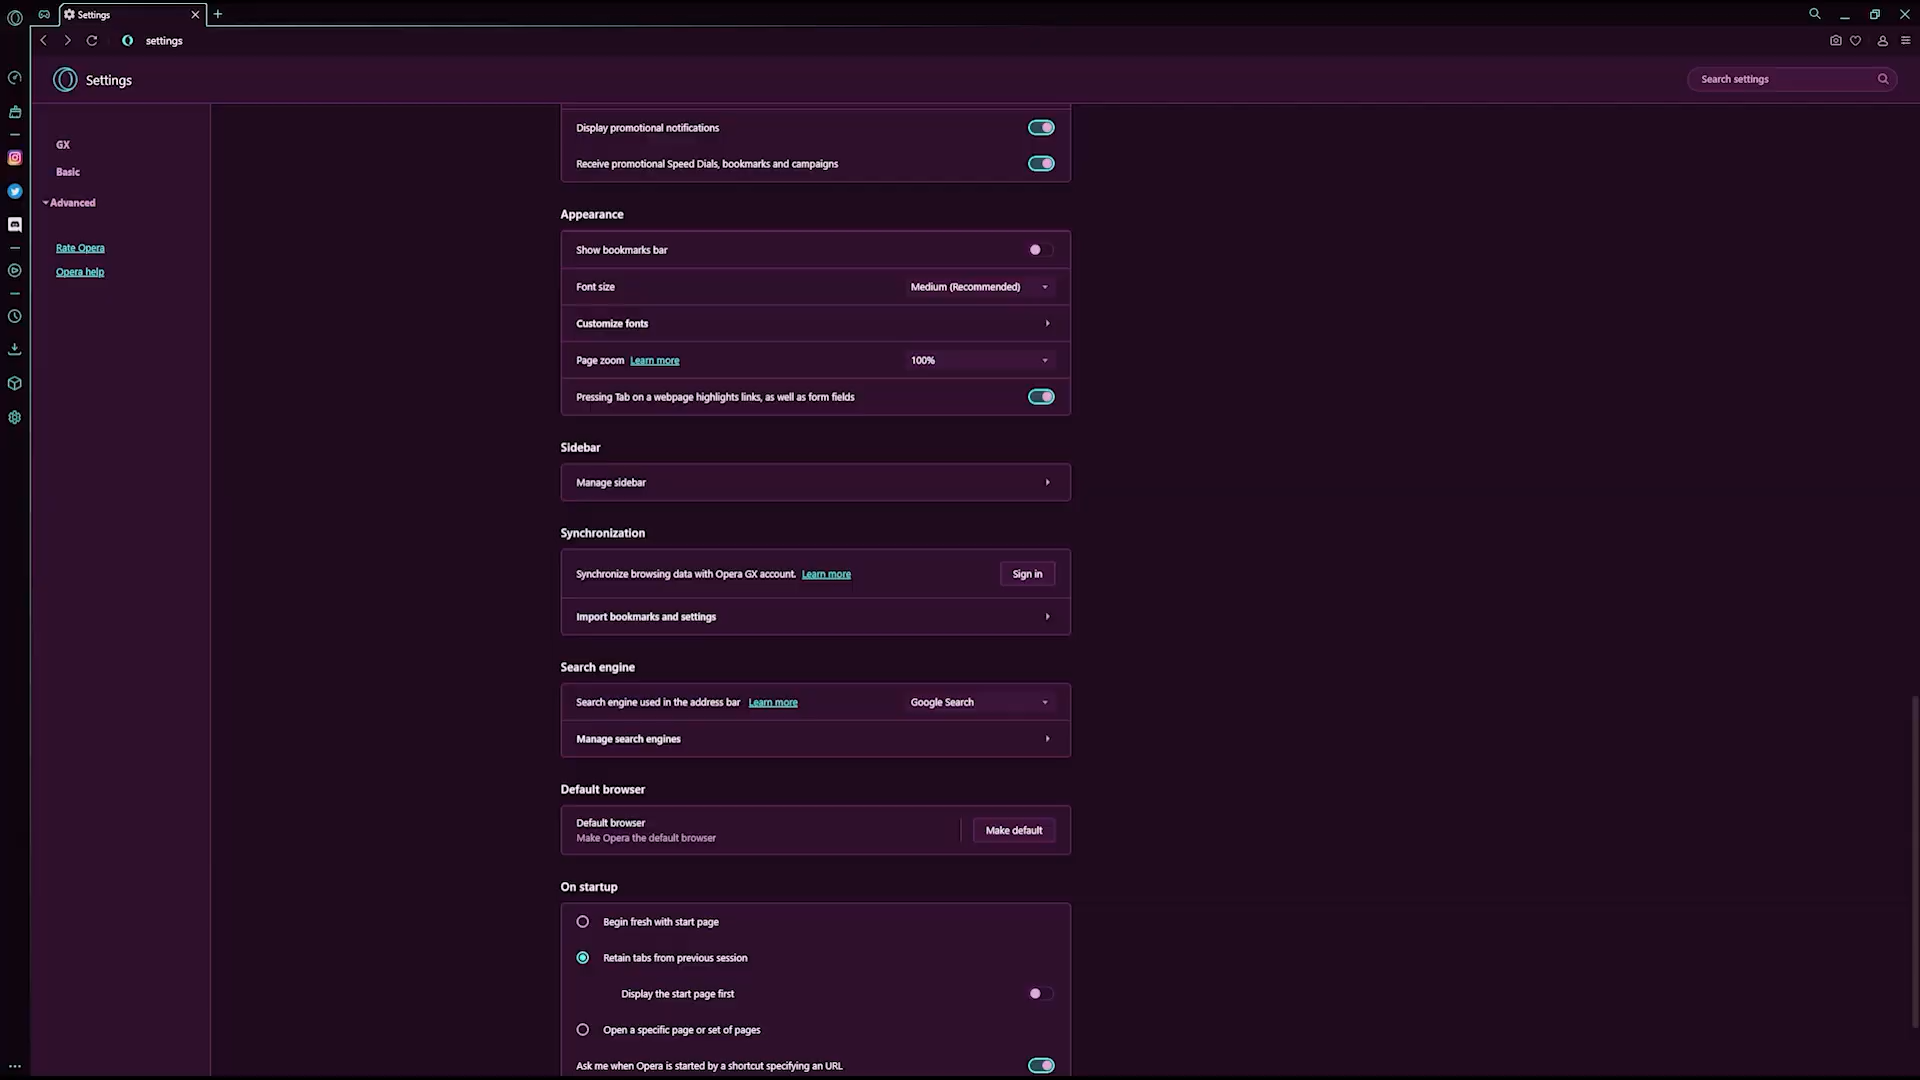 Settings
settings
Settings
Search settings
GX
Basic
Advanced
Rate Opera
Opera help
Display promotional notifications
Receive promotional Speed Dials, bookmarks and campaigns
Appearance
Show bookmarks bar
Font size
Medium (Recommended)
Customize fonts
Page zoom Learn more
100%
Pressing Tab on a webpage highlights links, as well as form fields
Sidebar
Manage sidebar
Synchronization
Synchronize browsing data with Opera GX account. Learn more
Sign in
Import bookmarks and settings
Search engine
Search engine used in the address bar Learn more
Google Search
Manage search engines
Default browser
Default browser
Make Opera the default browser
Make default
On startup
Begin fresh with start page
Retain tabs from previous session
Display the start page first
Open a specific page or set of pages
Ask me when Opera is started by a shortcut specifying an URL